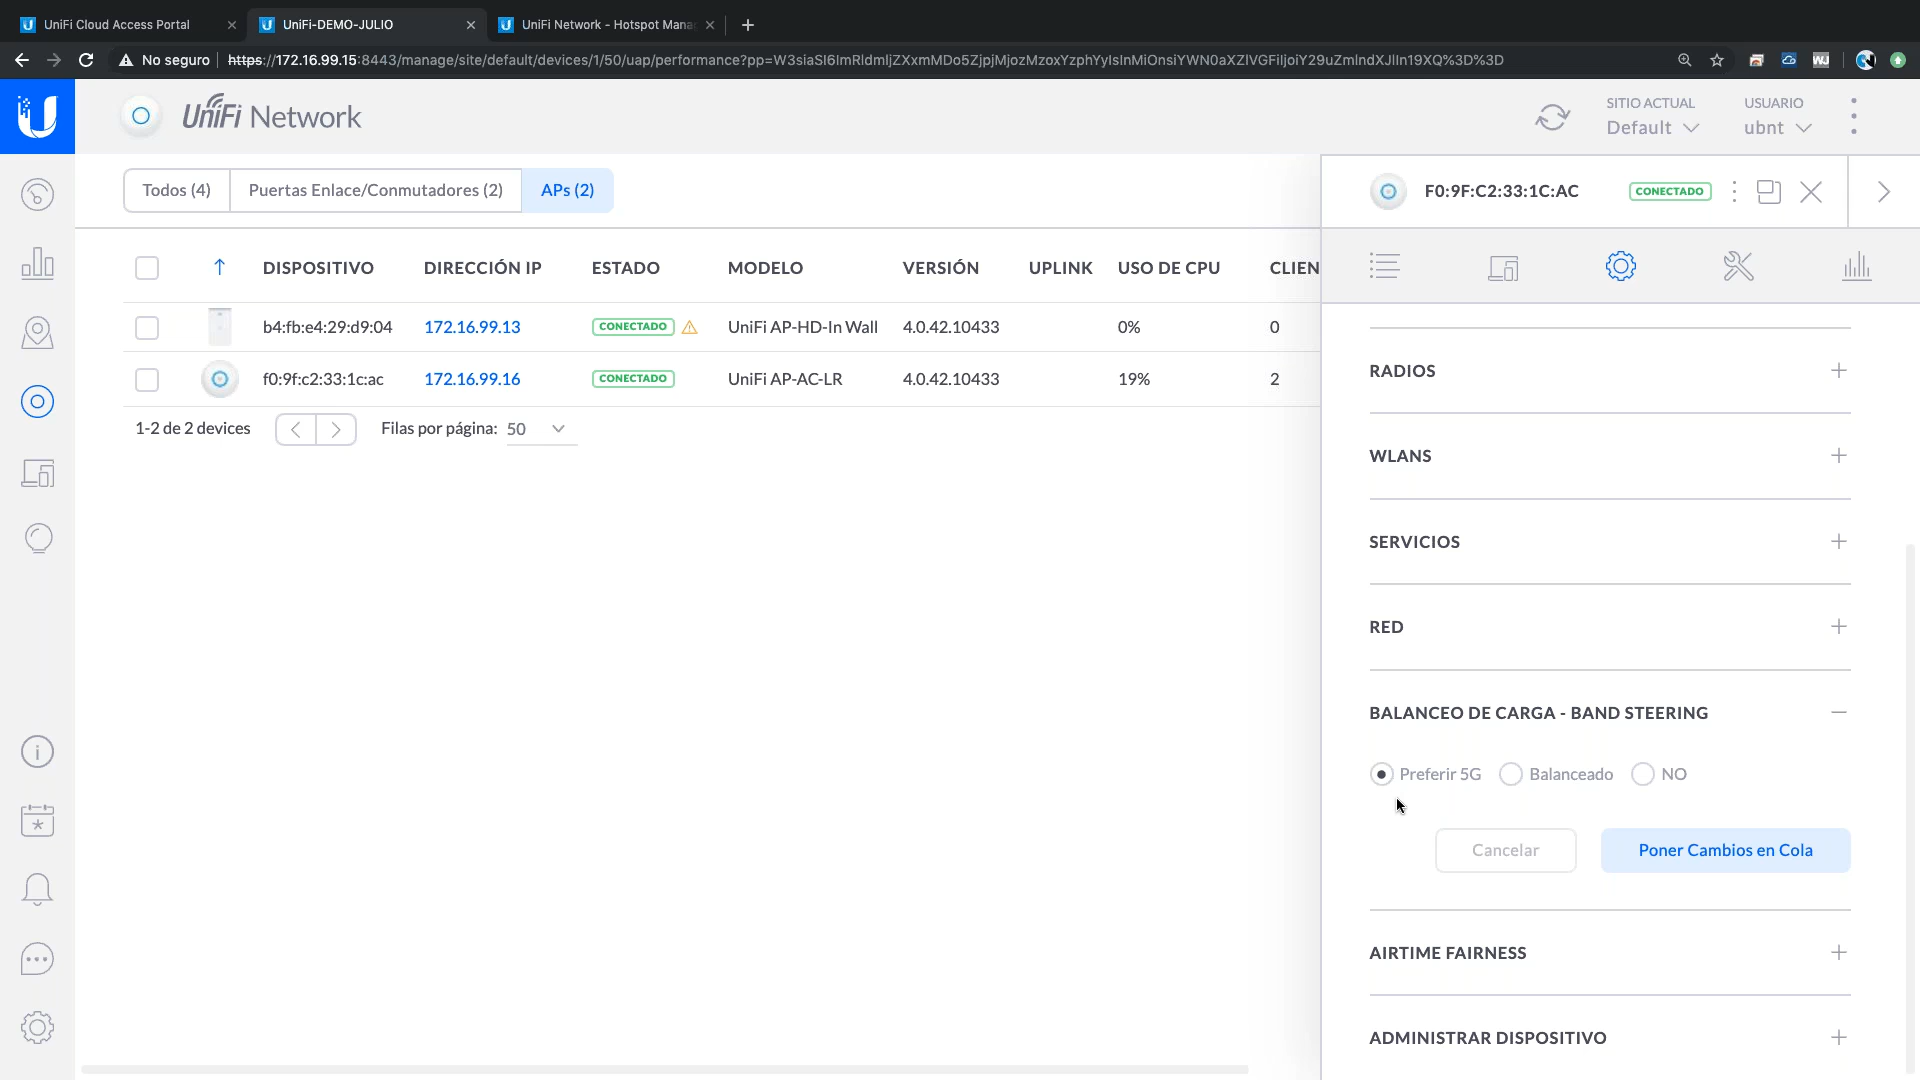 UniFi Cloud Access Portal
UniFi-DEMO-JULIO
UniFi Network - Hotspot Mana
No seguro
https://172.16.99.15:8443/manage/site/default/devices/1/50/uap/performance?pp=W3siaSI6ImRldmljZXxmMDo5ZjpjMjozMzoxYzphYyIsInMiOnsiYWN0aXZlVGFiIjoiY29uZmlndXJlIn19XQ%3D%3D
UniFi Network
SITIO ACTUAL
Default
USUARIO
ubnt
Todos (4)
Puertas Enlace/Conmutadores (2)
APs (2)
DISPOSITIVO DIRECCIÓN IP ESTADO MODELO VERSIÓN UPLINK USO DE CPU CLIEN
b4:fb:e4:29:d9:04 172.16.99.13 CONECTADO UniFi AP-HD-In Wall 4.0.42.10433 0% 0
f0:9f:c2:33:1c:ac 172.16.99.16 CONECTADO UniFi AP-AC-LR 4.0.42.10433 19% 2
1-2 de 2 devices
Filas por página: 50
F0:9F:C2:33:1C:AC
CONECTADO
RADIOS
WLANS
SERVICIOS
RED
BALANCEO DE CARGA - BAND STEERING
Preferir 5G Balanceado NO
Cancelar
Poner Cambios en Cola
AIRTIME FAIRNESS
ADMINISTRAR DISPOSITIVO